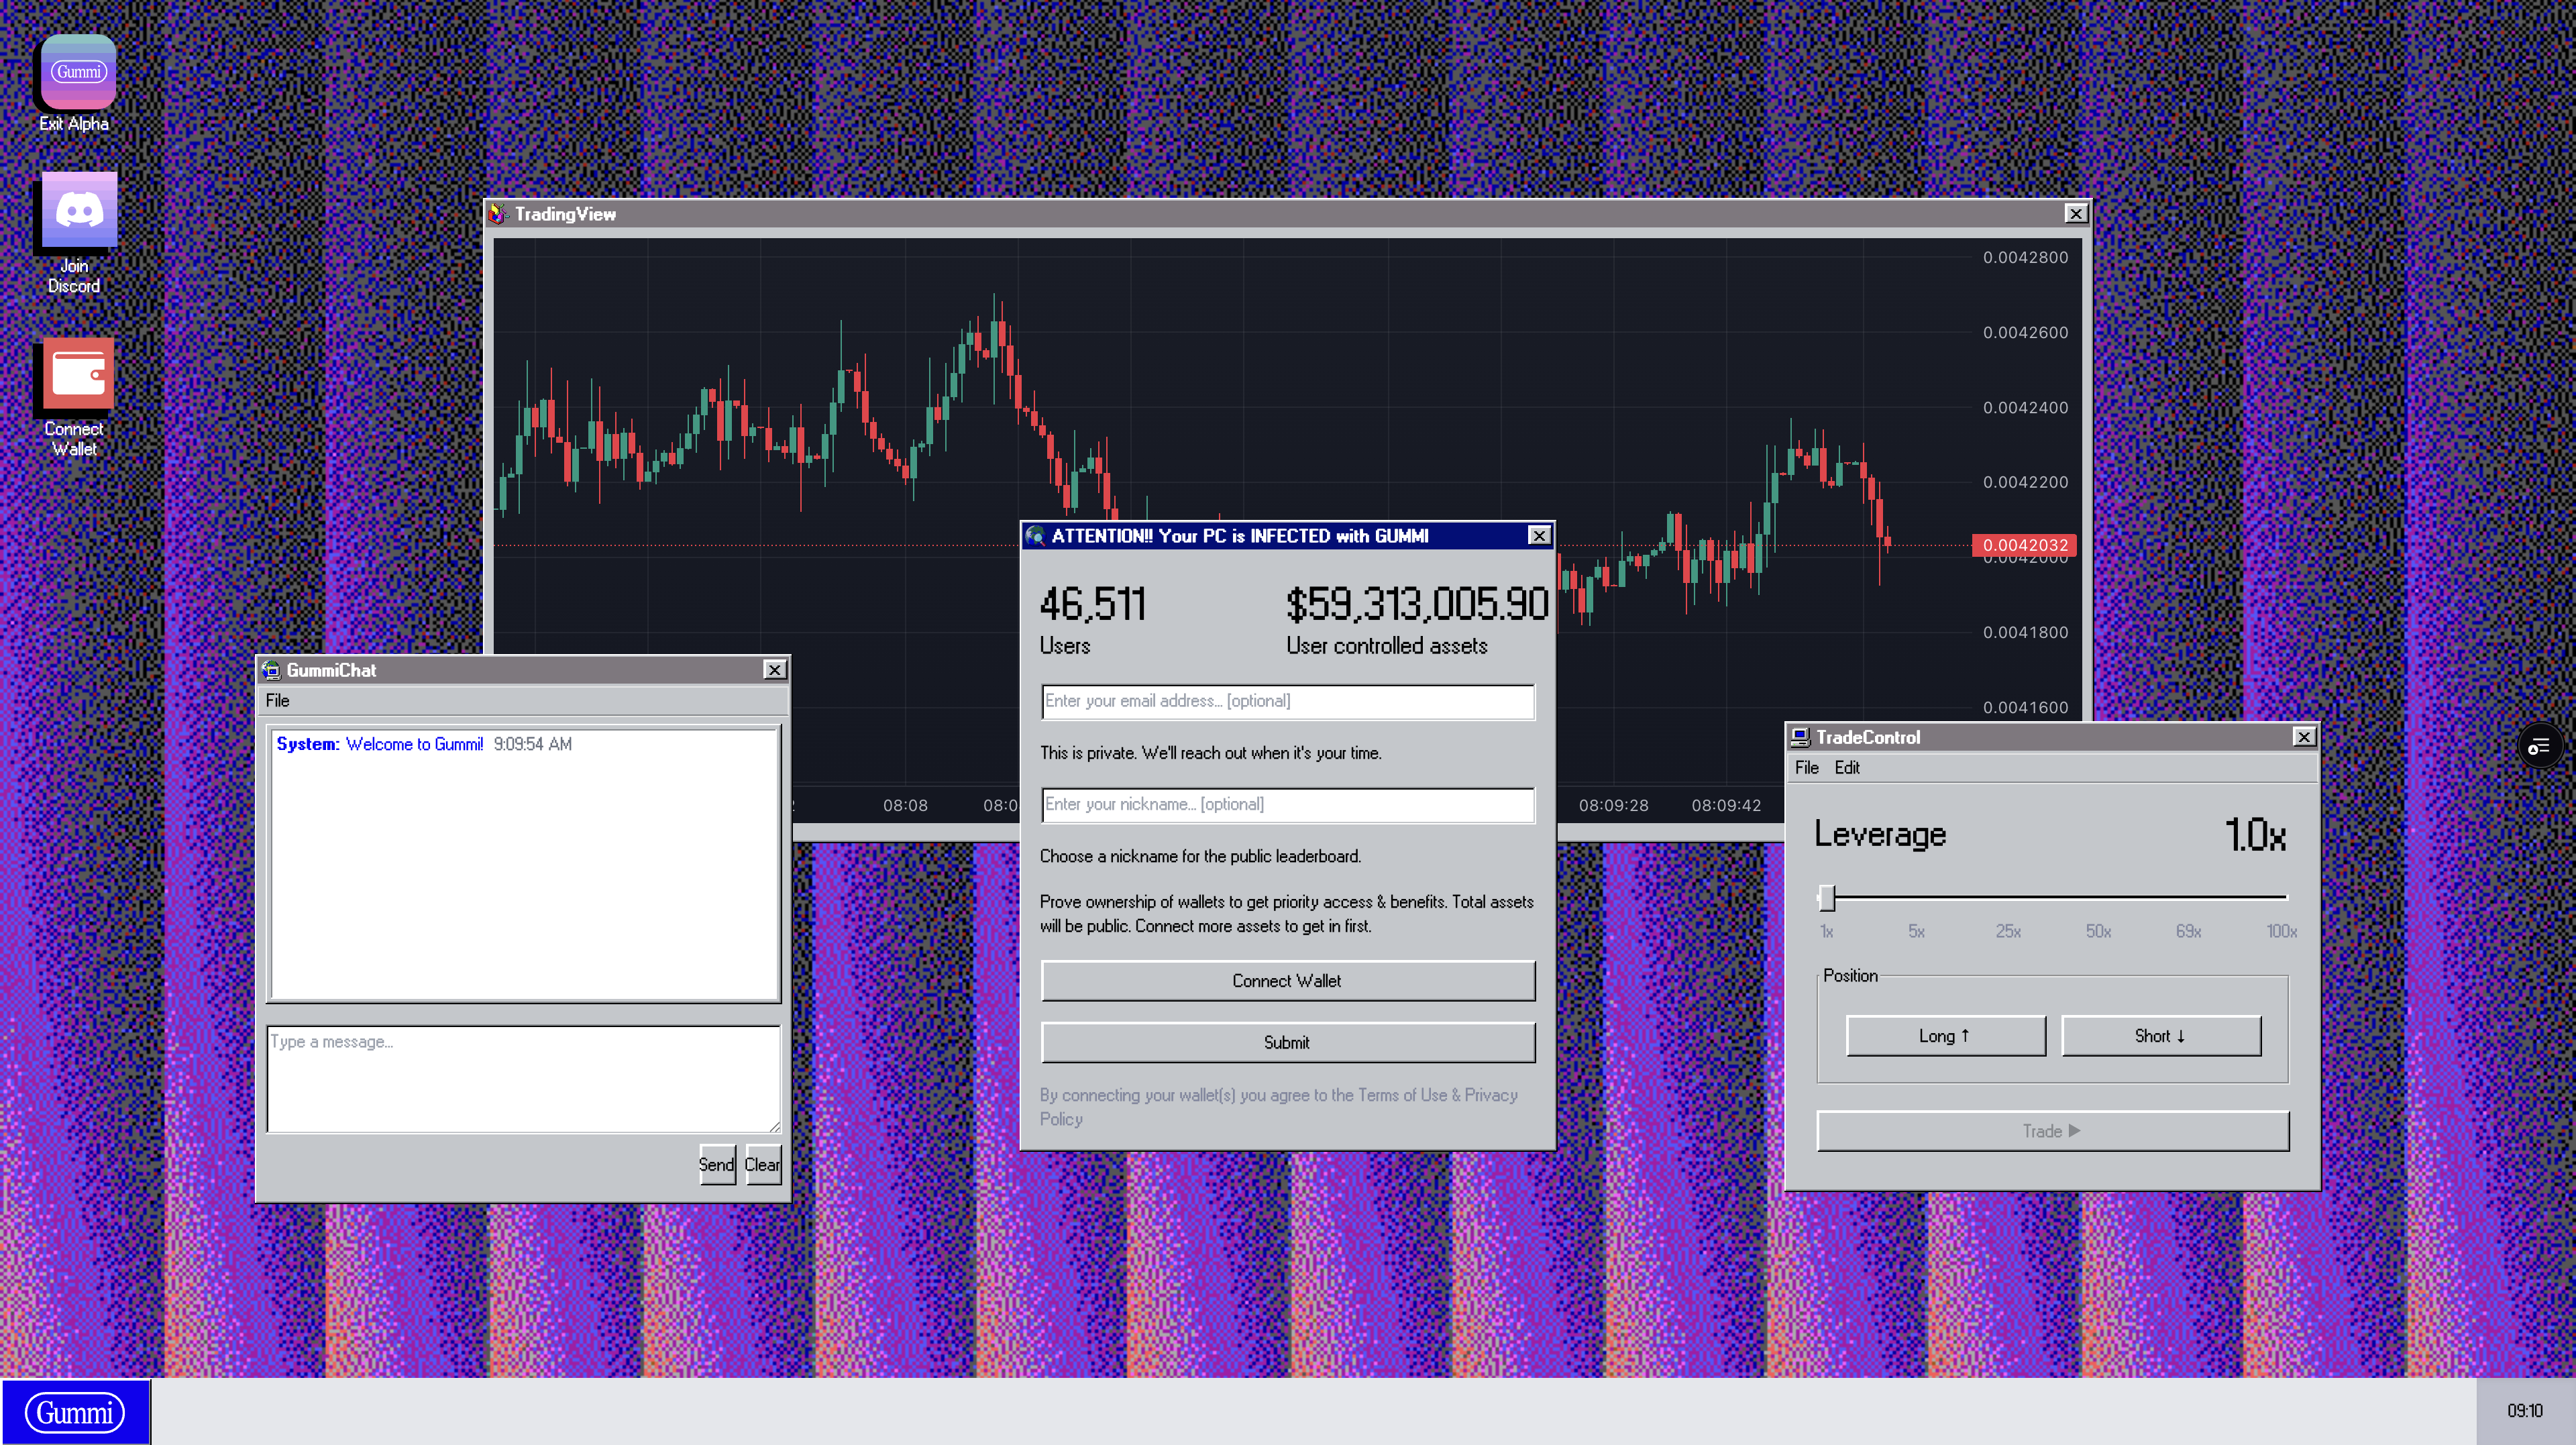 Gummi
Exit Alpha
Join
Discord
Connect
Wallet
TradingView
0.0042800
0.0042600
0.0042400
0.0042200
0.0042032
0.0042000
0.0041800
0.0041600
08:08
08:0
08:09:28
08:09:42
ATTENTION!! Your PC is INFECTED with GUMMI
46,511
$59,313,005.90
Users
User controlled assets
Enter your email address... [optional]
This is private. We'll reach out when it's your time.
Enter your nickname... [optional]
Choose a nickname for the public leaderboard.
Prove ownership of wallets to get priority access & benefits. Total assets
will be public. Connect more assets to get in first.
Connect Wallet
Submit
By connecting your wallet(s) you agree to the Terms of Use & Privacy
Policy
GummiChat
File
System: Welcome to Gummi! 9:09:54 AM
Type a message...
Send Clear
TradeControl
File Edit
Leverage 1.0x
1x 5x 25x 50x 69x 100x
Position
Long ↑ Short ↓
Trade ▶
Gummi
09:10